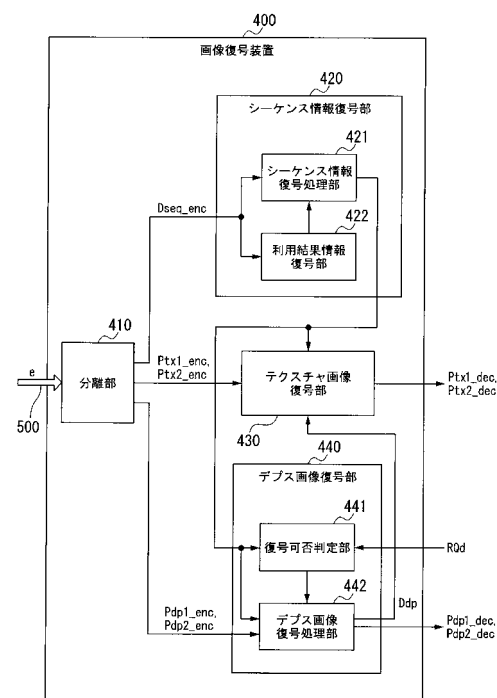 400
画像復号装置
420
シーケンス情報復号部
421
シーケンス情報
復号処理部
Dseq_enc
422
利用結果情報
復号部
410
Ptx1_enc,
Ptx2_enc
e
分離部
テクスチャ画像
復号部
Ptx1_dec,
Ptx2_dec
500
430
440
デプス画像復号部
441
復号可否判定部
RQd
442
Ddp
Pdp1_enc,
Pdp2_enc
デプス画像
復号処理部
Pdp1_dec,
Pdp2_dec